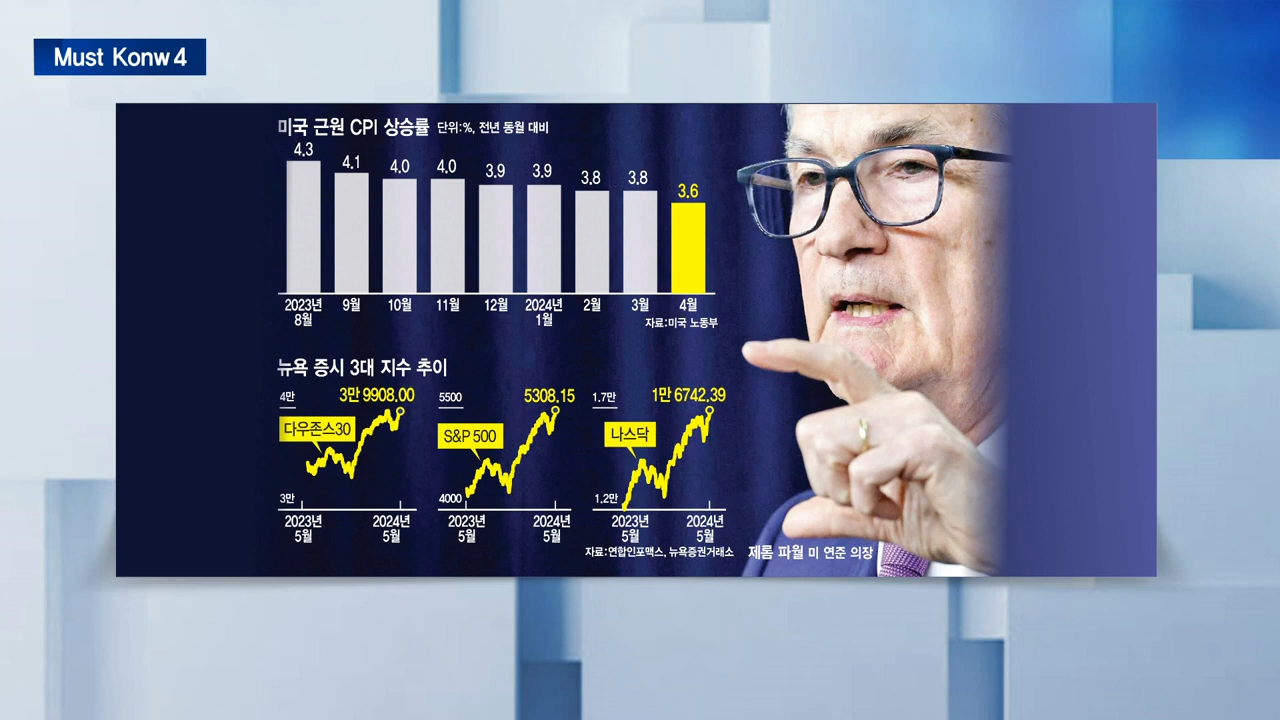 Must Konw 4
미국 근원 CPI 상승률 단위:%, 전년 동월 대비
4.3 4.1 4.0 4.0 3.9 3.9 3.8 3.8 3.6
2023년 9월 10월 11월 12월 2024년 2월 3월 4월
8월 1월
자료:미국 노동부
뉴욕 증시 3대 지수 추이
4만 3만 9908.00 5500 5308.15 1.7만 1만 6742.39
다우존스30 S&P 500 나스닥
3만 4000 1.2만
2023년 2024년 2023년 2024년 2023년 2024년
5월 5월 5월 5월 5월 5월
자료:연합인포맥스, 뉴욕증권거래소 제롬 파월 미 연준 의장